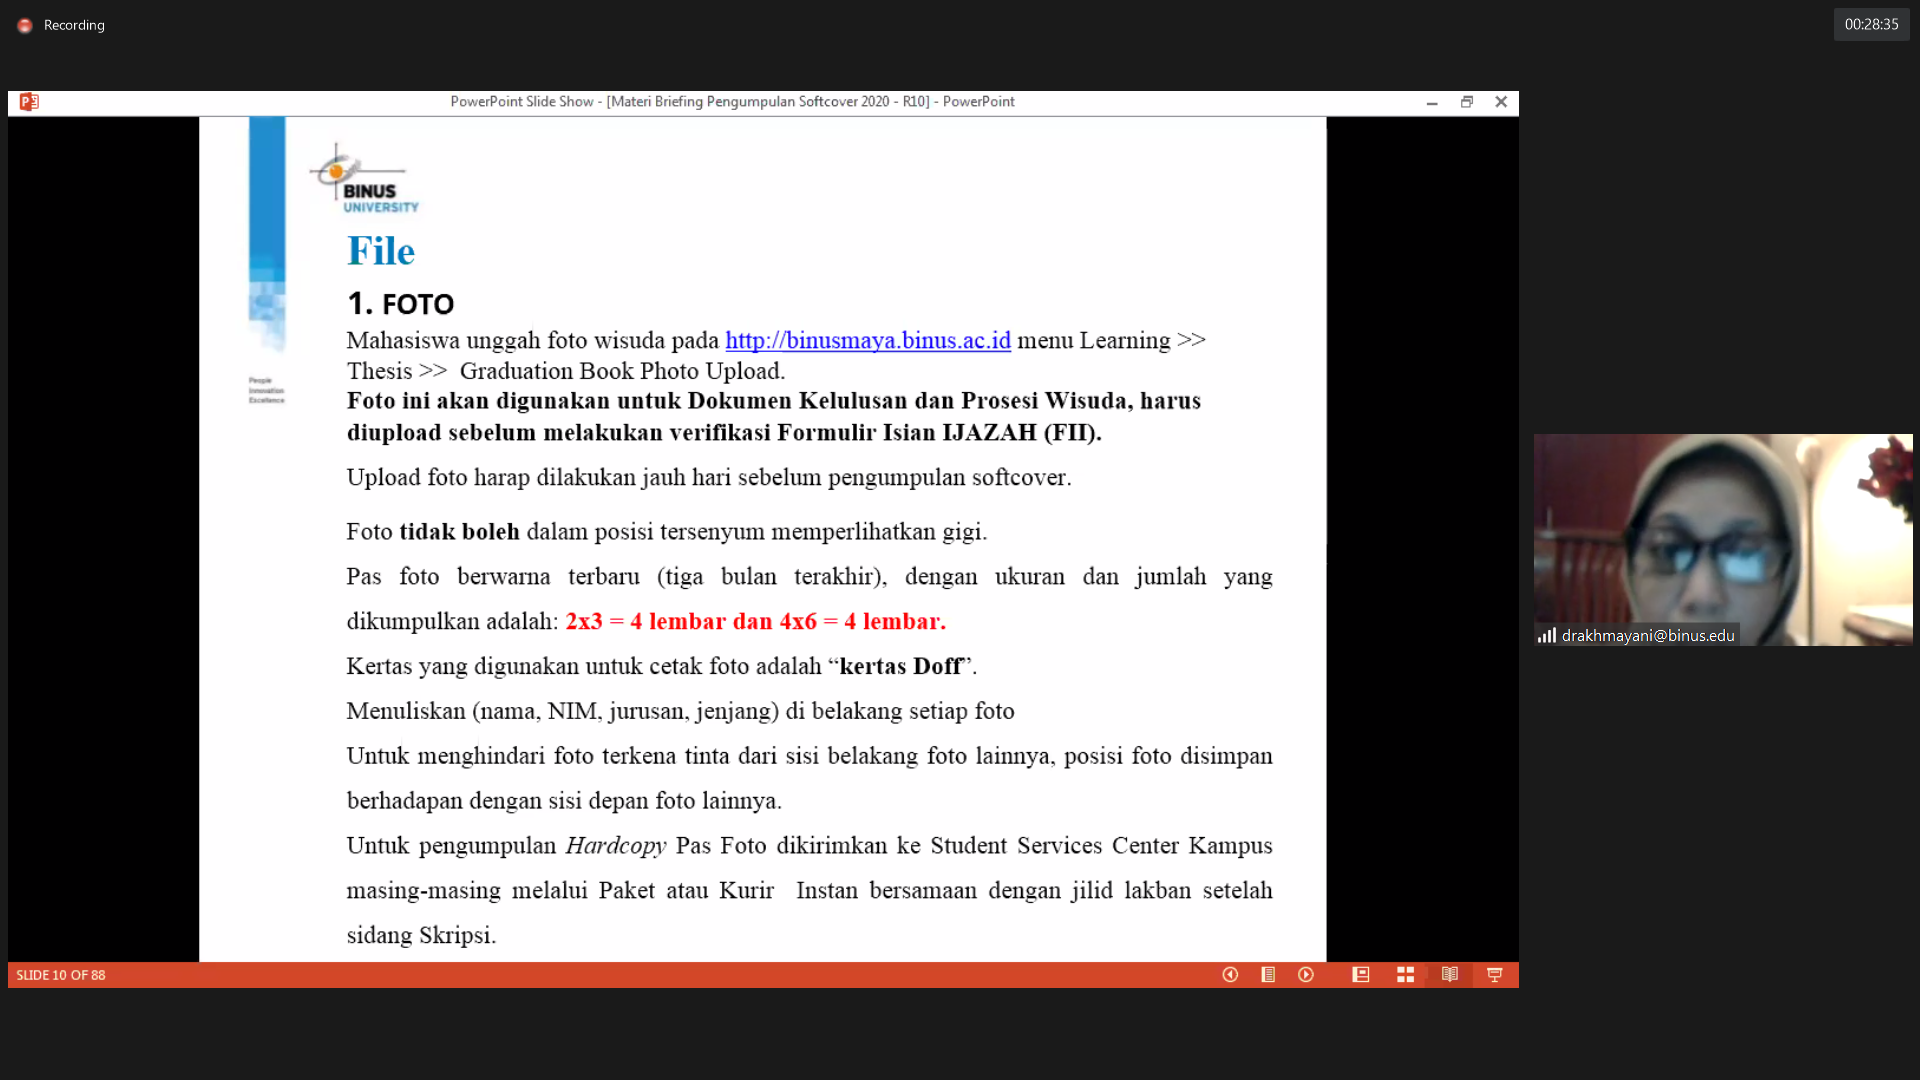 Recording
00:28:35
PowerPoint Slide Show - [Materi Briefing Pengumpulan Softcover 2020 - R10] - PowerPoint
BINUS
UNIVERSITY
People
Innovation
Excellence
File
1. FOTO
Mahasiswa unggah foto wisuda pada http://binusmaya.binus.ac.id menu Learning >>
Thesis >> Graduation Book Photo Upload.
Foto ini akan digunakan untuk Dokumen Kelulusan dan Prosesi Wisuda, harus
diupload sebelum melakukan verifikasi Formulir Isian IJAZAH (FII).
Upload foto harap dilakukan jauh hari sebelum pengumpulan softcover.
Foto tidak boleh dalam posisi tersenyum memperlihatkan gigi.
Pas foto berwarna terbaru (tiga bulan terakhir), dengan ukuran dan jumlah yang
dikumpulkan adalah: 2x3 = 4 lembar dan 4x6 = 4 lembar.
Kertas yang digunakan untuk cetak foto adalah “kertas Doff”.
Menuliskan (nama, NIM, jurusan, jenjang) di belakang setiap foto
Untuk menghindari foto terkena tinta dari sisi belakang foto lainnya, posisi foto disimpan
berhadapan dengan sisi depan foto lainnya.
Untuk pengumpulan Hardcopy Pas Foto dikirimkan ke Student Services Center Kampus
masing-masing melalui Paket atau Kurir Instan bersamaan dengan jilid lakban setelah
sidang Skripsi.
drakhmayani@binus.edu
SLIDE 10 OF 88